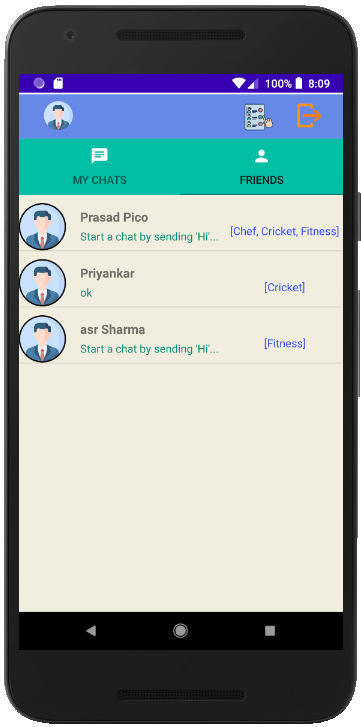 100% 8:09
MY CHATS
FRIENDS
Prasad Pico
Start a chat by sending 'Hi'...
[Chef, Cricket, Fitness]
Priyankar
ok
[Cricket]
asr Sharma
Start a chat by sending 'Hi'...
[Fitness]